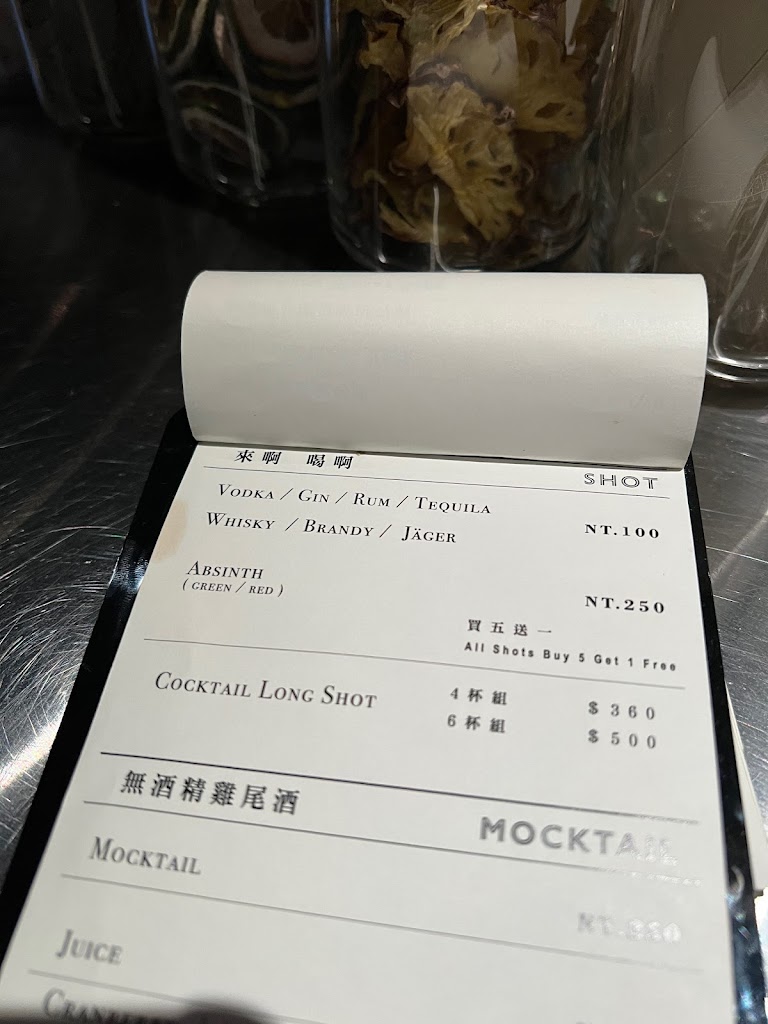 來啊 喝啊
SHOT
VODKA / GIN / RUM / TEQUILA
WHISKY / BRANDY / JÄGER
NT.100
ABSINTH
( GREEN / RED )
NT.250
買五送一
All Shots Buy 5 Get 1 Free
COCKTAIL LONG SHOT
4杯組 $360
6杯組 $500
無酒精雞尾酒
MOCKTAIL
MOCKTAIL
JUICE